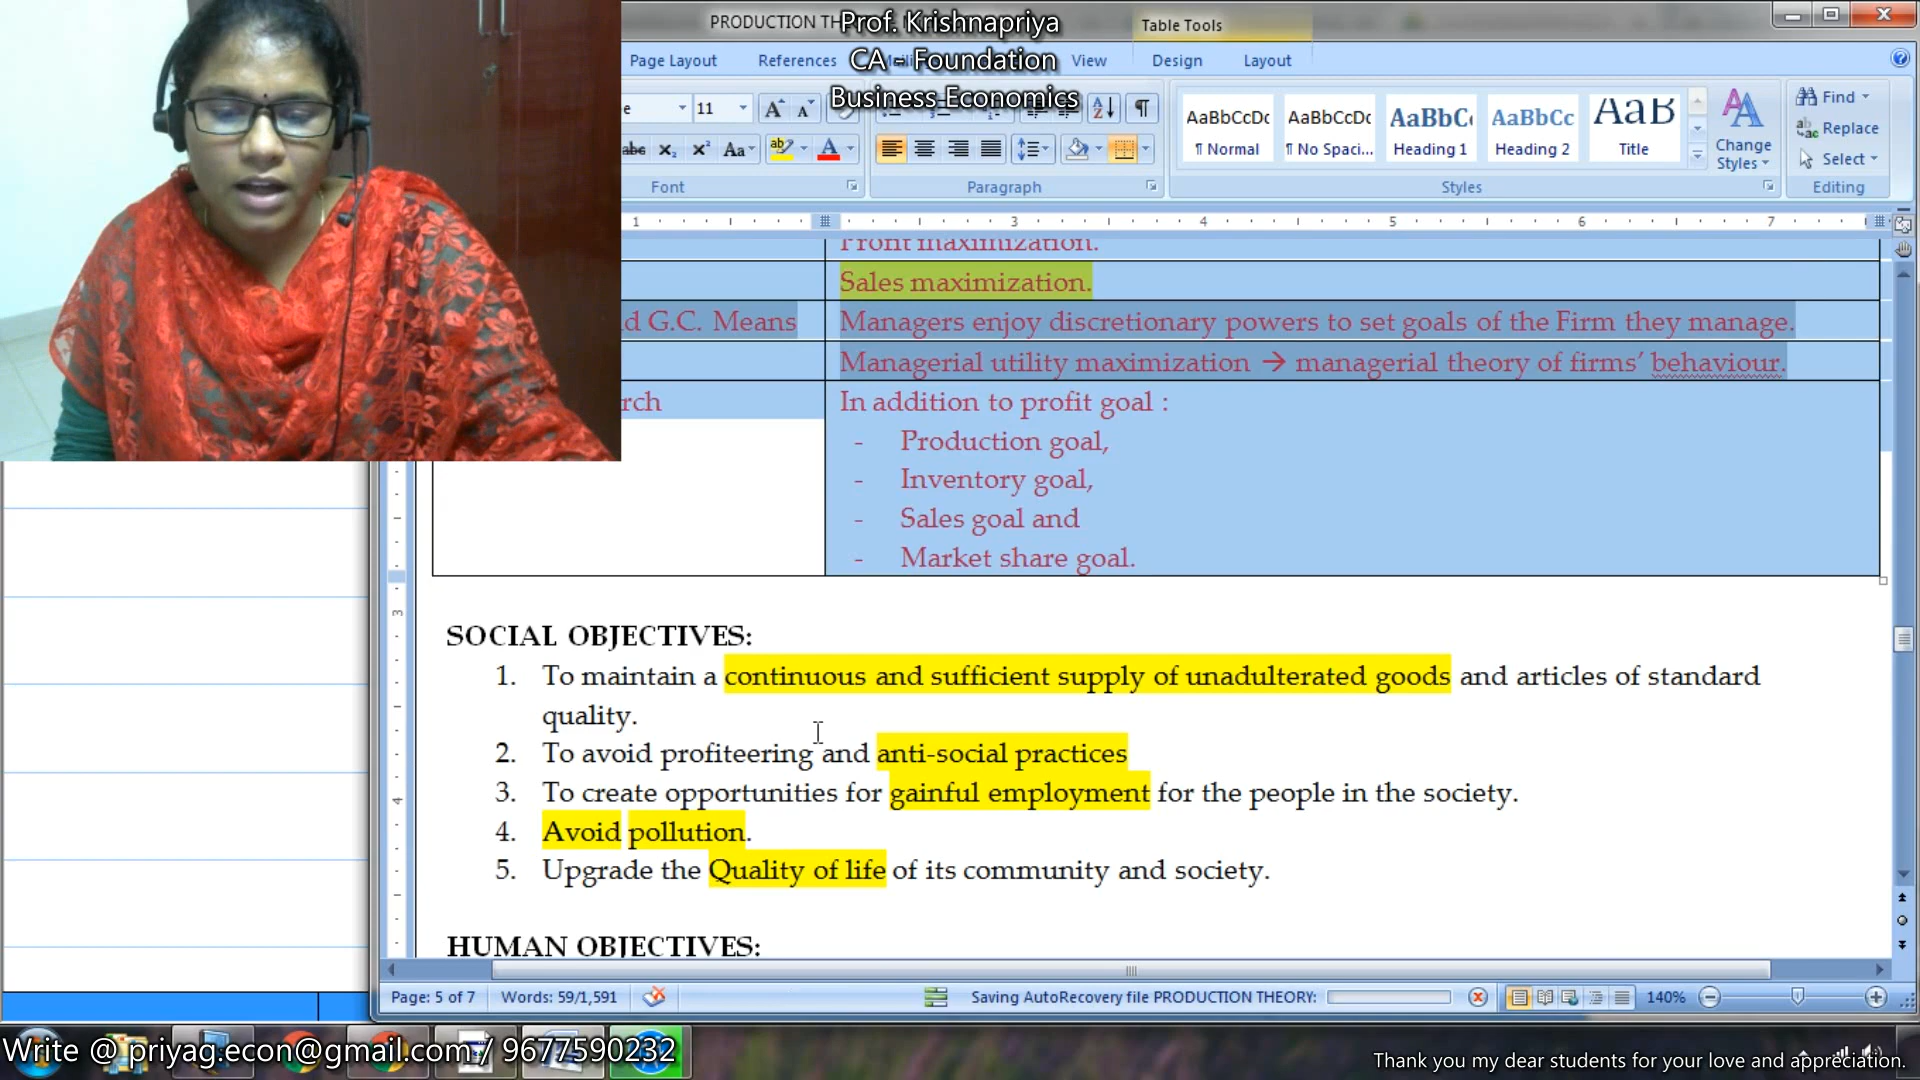 PRODUCTION TH
Prof. Krishnapriya
Table Tools
Page Layout
References
CA - Foundation
View
Design
Layout
Business Economics
11
AaBbCcDc
AaBbCcDc
AaBbC
AaBbCc
AaB
¶ Normal
¶ No Spaci...
Heading 1
Heading 2
Title
Change
Styles
Find
Replace
Select
Font
Paragraph
Styles
Editing
1 3 4 5 6 7
Profit maximization.
Sales maximization.
d G.C. Means
Managers enjoy discretionary powers to set goals of the Firm they manage.
Managerial utility maximization → managerial theory of firms' behaviour.
rch
In addition to profit goal :
- Production goal,
- Inventory goal,
- Sales goal and
- Market share goal.
SOCIAL OBJECTIVES:
1. To maintain a continuous and sufficient supply of unadulterated goods and articles of standard
quality.
2. To avoid profiteering and anti-social practices
3. To create opportunities for gainful employment for the people in the society.
4. Avoid pollution.
5. Upgrade the Quality of life of its community and society.
HUMAN OBJECTIVES:
Page: 5 of 7
Words: 59/1,591
Saving AutoRecovery file PRODUCTION THEORY:
140%
Write @ priyag.econ@gmail.com / 9677590232
Thank you my dear students for your love and appreciation.